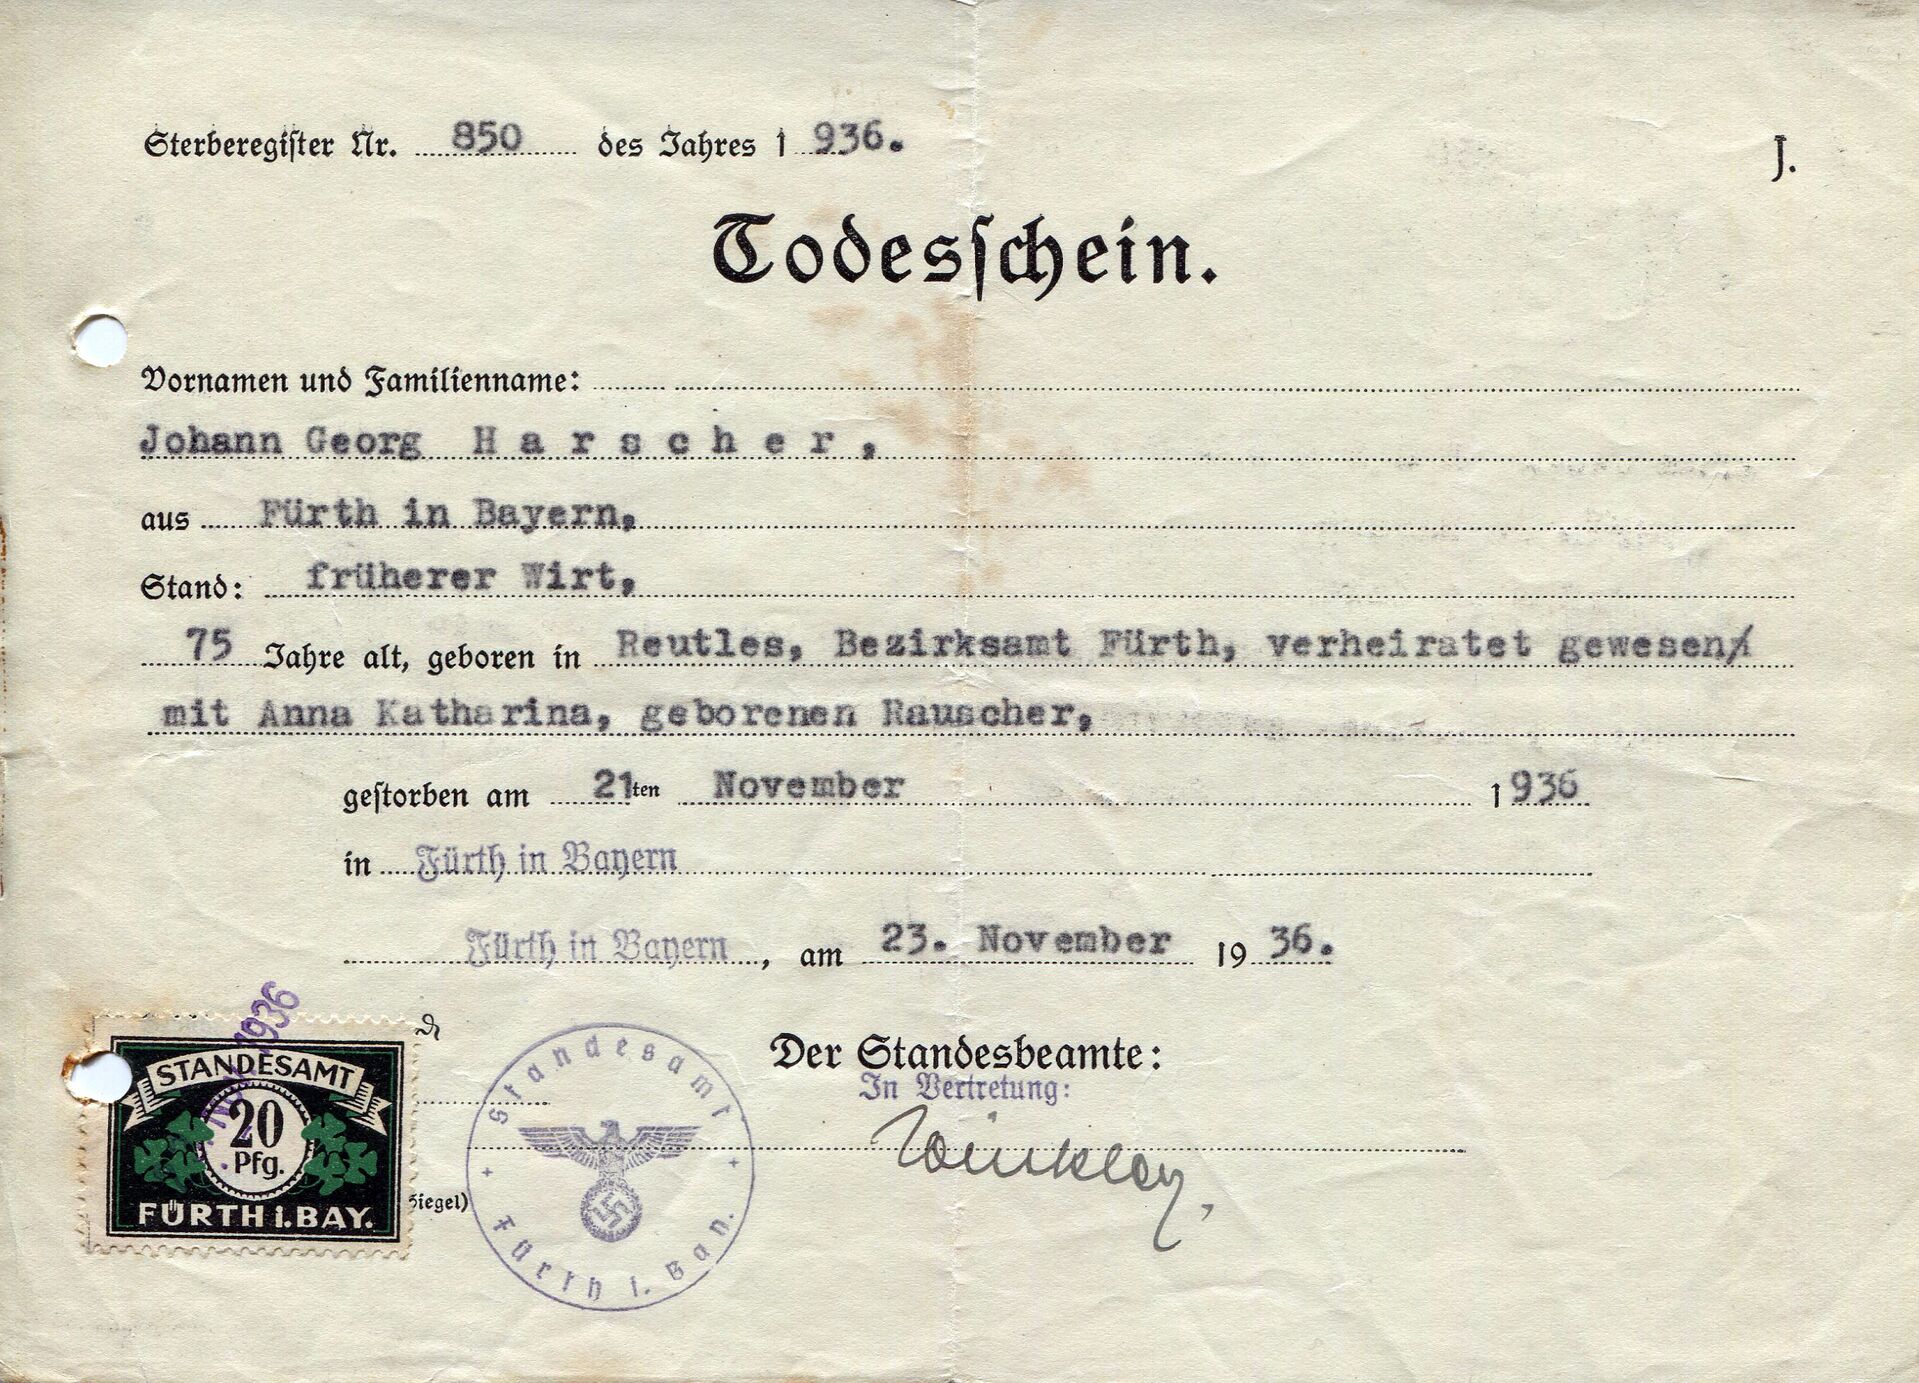 Sterberegister Nr. 850 des Jahres 1936.
J.
Todesschein.
Vornamen und Familienname:
Johann Georg Harscher,
aus Fürth in Bayern,
Stand: früherer Wirt,
75 Jahre alt, geboren in Reutles, Bezirksamt Fürth, verheiratet gewesen
mit Anna Katharina, geborenen Rauscher,
gestorben am 21ten November 1936
in Fürth in Bayern
Fürth in Bayern, am 23. November 1936.
Der Standesbeamte:
In Vertretung:
Winkler.
Siegel)
Standesamt
Fürth i. Bay.
Nov. 1936
STANDESAMT
20
Pfg.
FÜRTH i. BAY.